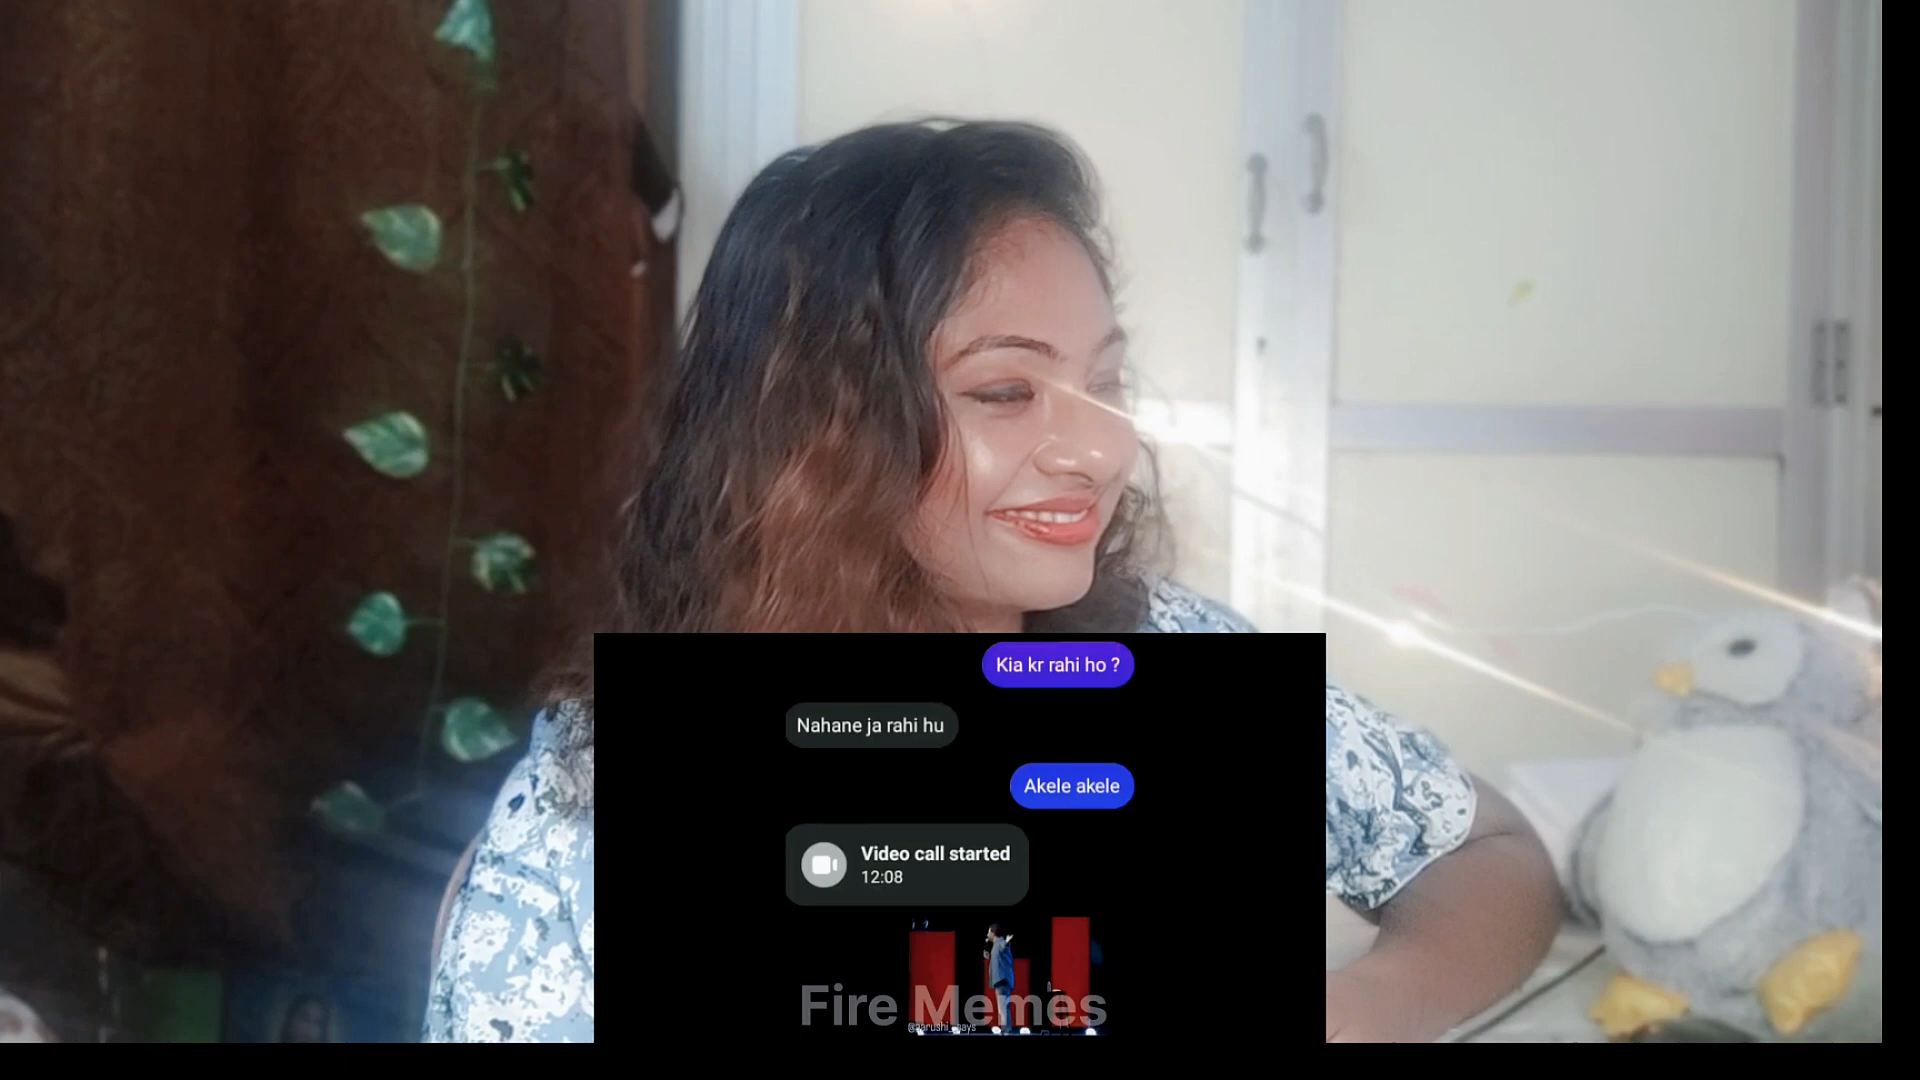 Kia kr rahi ho ?
Nahane ja rahi hu
Akele akele
Video call started
12:08
Fire Memes